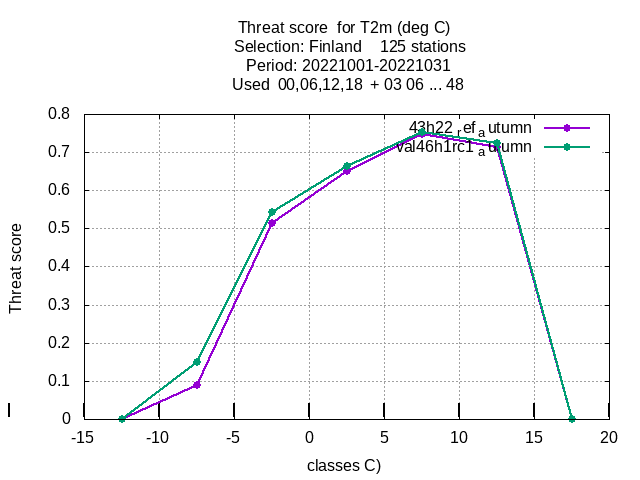 Threat score for T2m (deg C)
Selection: Finland 125 stations
Period: 20221001-20221031
Used 00,06,12,18 + 03 06 ... 48
43h22_ref_autumn
val46h1rc1_autumn
Threat score
0.8
0.7
0.6
0.5
0.4
0.3
0.2
0.1
0
-15 -10 -5 0 5 10 15 20
classes C)